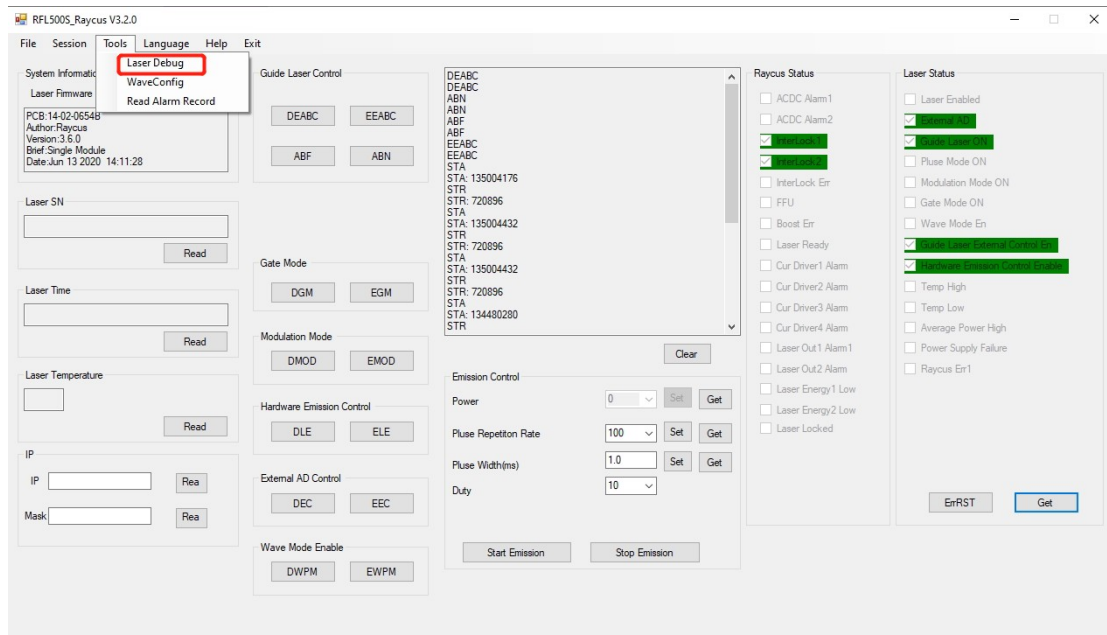 RFL500S_Raycus V3.2.0
File Session Tools Language Help Exit
Laser Debug
WaveConfig
Read Alarm Record
System Informatic
Laser Firmware
PCB:14-02-0654B
Author:Raycus
Version:3.6.0
Brief:Single Module
Date:Jun 13 2020 14:11:28
Laser SN
Read
Laser Time
Read
Laser Temperature
Read
IP
IP
Rea
Mask
Rea
Guide Laser Control
DEABC EEABC
ABF ABN
Gate Mode
DGM EGM
Modulation Mode
DMOD EMOD
Hardware Emission Control
DLE ELE
External AD Control
DEC EEC
Wave Mode Enable
DWPM EWPM
DEABC
DEABC
ABN
ABN
ABF
ABF
EEABC
EEABC
STA
STA: 135004176
STR
STR: 720896
STA
STA: 135004432
STR
STR: 720896
STA
STA: 135004432
STR
STR: 720896
STA
STA: 134480280
STR
Clear
Emission Control
Power 0 Set Get
Pluse Repetiton Rate 100 Set Get
Pluse Width(ms) 1.0 Set Get
Duty 10
Start Emission Stop Emission
Raycus Status
ACDC Alarm1
ACDC Alarm2
InterLock1
InterLock2
InterLock Err
FFU
Boost Err
Laser Ready
Cur Driver1 Alarm
Cur Driver2 Alarm
Cur Driver3 Alarm
Cur Driver4 Alarm
Laser Out1 Alarm1
Laser Out2 Alarm
Laser Energy1 Low
Laser Energy2 Low
Laser Locked
Laser Status
Laser Enabled
External AD
Guide Laser ON
Pluse Mode ON
Modulation Mode ON
Gate Mode ON
Wave Mode En
Guide Laser External Control En
Hardware Emission Control Enable
Temp High
Temp Low
Average Power High
Power Supply Failure
Raycus Err1
ErrRST Get